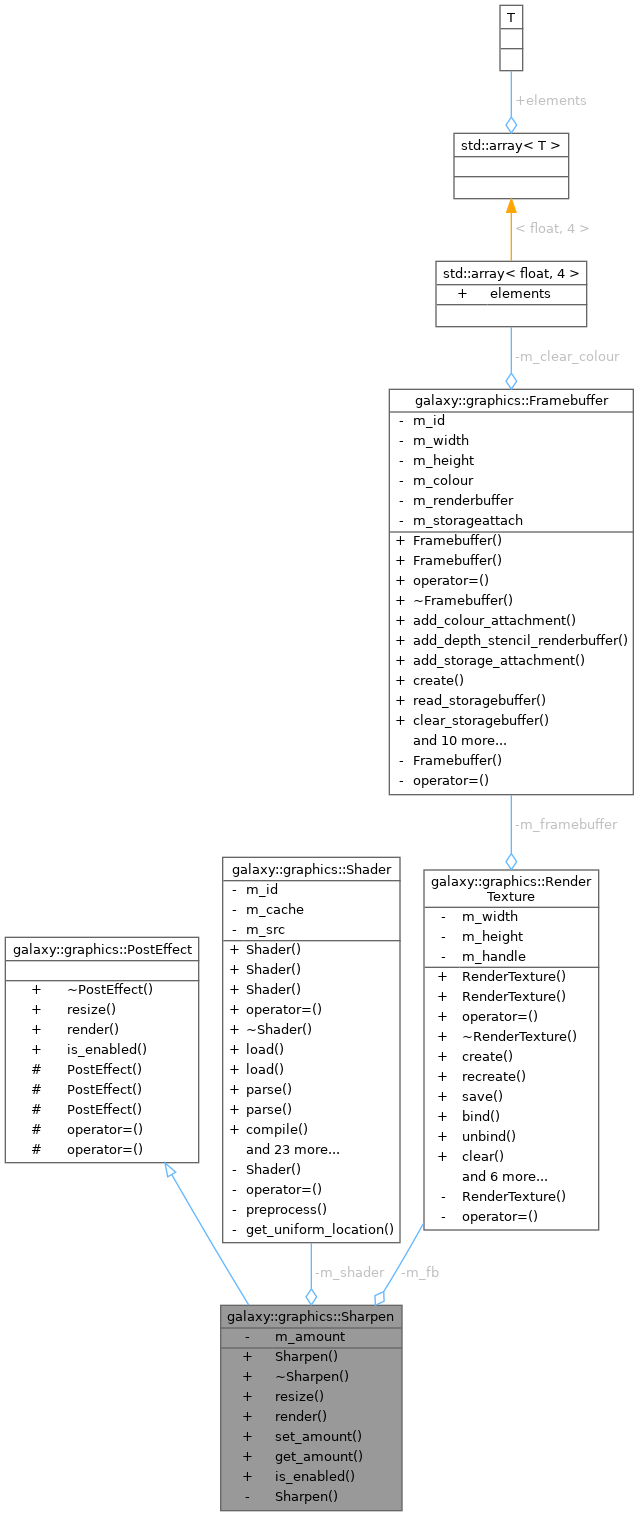 T
+elements
std::array< T >
< float, 4 >
std::array< float, 4 >
+ elements
-m_clear_colour
galaxy::graphics::Framebuffer
- m_id
- m_width
- m_height
- m_colour
- m_renderbuffer
- m_storageattach
+ Framebuffer()
+ Framebuffer()
+ operator=()
+ ~Framebuffer()
+ add_colour_attachment()
+ add_depth_stencil_renderbuffer()
+ add_storage_attachment()
+ create()
+ read_storagebuffer()
+ clear_storagebuffer()
and 10 more...
- Framebuffer()
- operator=()
-m_framebuffer
galaxy::graphics::PostEffect
+ ~PostEffect()
+ resize()
+ render()
+ is_enabled()
# PostEffect()
# PostEffect()
# PostEffect()
# operator=()
# operator=()
galaxy::graphics::Shader
- m_id
- m_cache
- m_src
+ Shader()
+ Shader()
+ Shader()
+ operator=()
+ ~Shader()
+ load()
+ load()
+ parse()
+ parse()
+ compile()
and 23 more...
- Shader()
- operator=()
- preprocess()
- get_uniform_location()
galaxy::graphics::Render
Texture
- m_width
- m_height
- m_handle
+ RenderTexture()
+ RenderTexture()
+ operator=()
+ ~RenderTexture()
+ create()
+ recreate()
+ save()
+ bind()
+ unbind()
+ clear()
and 6 more...
- RenderTexture()
- operator=()
-m_shader
-m_fb
galaxy::graphics::Sharpen
- m_amount
+ Sharpen()
+ ~Sharpen()
+ resize()
+ render()
+ set_amount()
+ get_amount()
+ is_enabled()
- Sharpen()